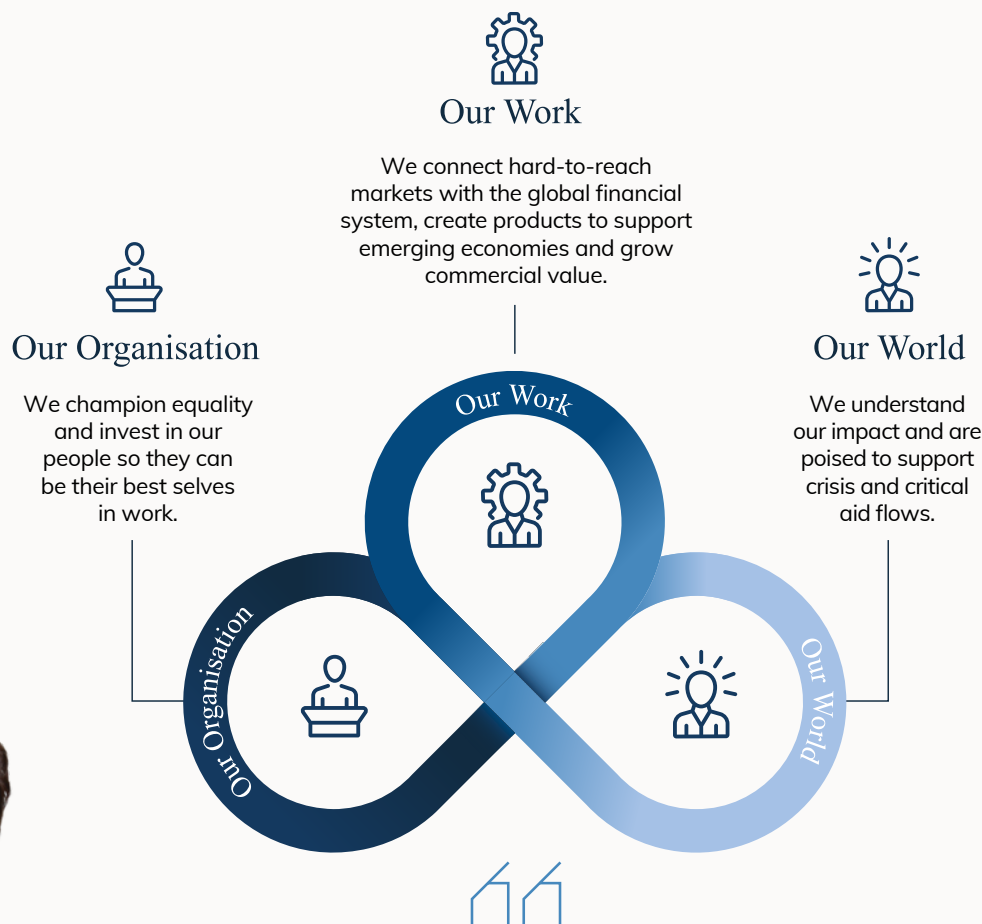 Our Work
We connect hard-to-reach
markets with the global financial
system, create products to support
emerging economies and grow
commercial value.
Our Organisation
We champion equality
and invest in our
people so they can
be their best selves
in work.
Our World
We understand
our impact and are
poised to support
crisis and critical
aid flows.
Our Work
Our Organisation
Our World